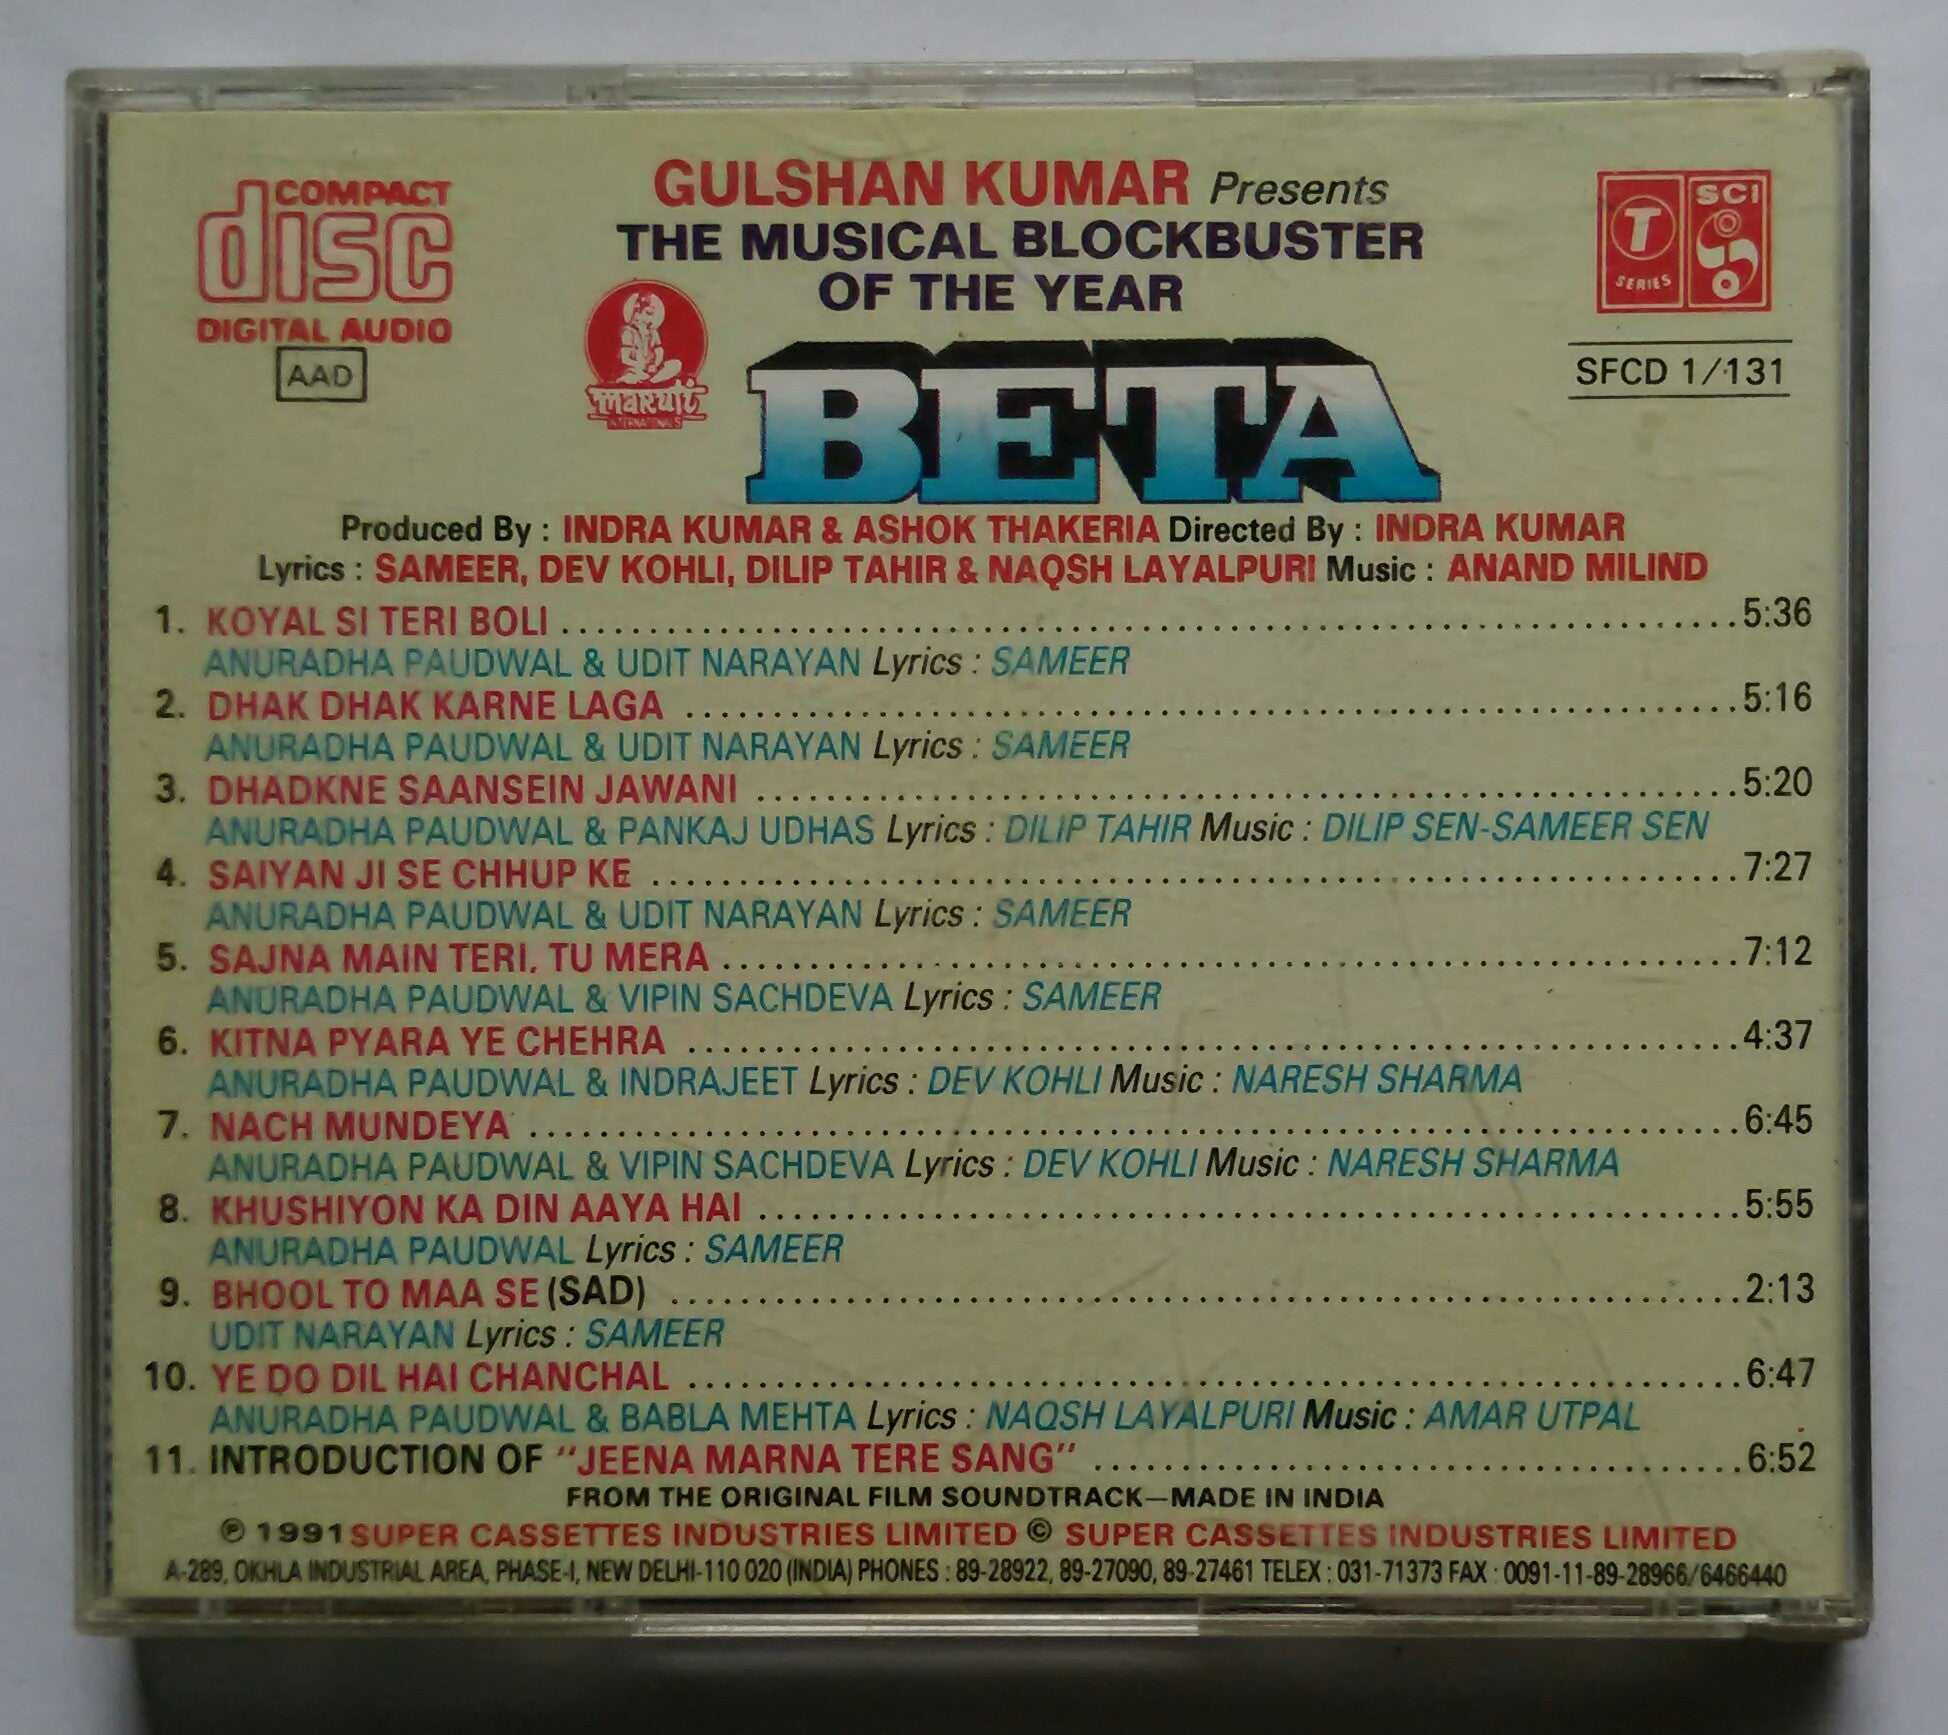 COMPACT
disc
DIGITAL AUDIO
AAD
GULSHAN KUMAR Presents
THE MUSICAL BLOCKBUSTER
OF THE YEAR
maruti
INTERNATIONALS
BETA
T
SERIES
SCI
SFCD 1/131
Produced By : INDRA KUMAR & ASHOK THAKERIA Directed By : INDRA KUMAR
Lyrics : SAMEER, DEV KOHLI, DILIP TAHIR & NAQSH LAYALPURI Music : ANAND MILIND
1. KOYAL SI TERI BOLI 5:36
ANURADHA PAUDWAL & UDIT NARAYAN Lyrics : SAMEER
2. DHAK DHAK KARNE LAGA 5:16
ANURADHA PAUDWAL & UDIT NARAYAN Lyrics : SAMEER
3. DHADKNE SAANSEIN JAWANI 5:20
ANURADHA PAUDWAL & PANKAJ UDHAS Lyrics : DILIP TAHIR Music : DILIP SEN-SAMEER SEN
4. SAIYAN JI SE CHHUP KE 7:27
ANURADHA PAUDWAL & UDIT NARAYAN Lyrics : SAMEER
5. SAJNA MAIN TERI, TU MERA 7:12
ANURADHA PAUDWAL & VIPIN SACHDEVA Lyrics : SAMEER
6. KITNA PYARA YE CHEHRA 4:37
ANURADHA PAUDWAL & INDRAJEET Lyrics : DEV KOHLI Music : NARESH SHARMA
7. NACH MUNDEYA 6:45
ANURADHA PAUDWAL & VIPIN SACHDEVA Lyrics : DEV KOHLI Music : NARESH SHARMA
8. KHUSHIYON KA DIN AAYA HAI 5:55
ANURADHA PAUDWAL Lyrics : SAMEER
9. BHOOL TO MAA SE (SAD) 2:13
UDIT NARAYAN Lyrics : SAMEER
10. YE DO DIL HAI CHANCHAL 6:47
ANURADHA PAUDWAL & BABLA MEHTA Lyrics : NAQSH LAYALPURI Music : AMAR UTPAL
11. INTRODUCTION OF "JEENA MARNA TERE SANG" 6:52
FROM THE ORIGINAL FILM SOUNDTRACK—MADE IN INDIA
℗ 1991 SUPER CASSETTES INDUSTRIES LIMITED © SUPER CASSETTES INDUSTRIES LIMITED
A-289, OKHLA INDUSTRIAL AREA, PHASE-I, NEW DELHI-110 020 (INDIA) PHONES : 89-28922, 89-27090, 89-27461 TELEX : 031-71373 FAX : 0091-11-89-28966/6466440